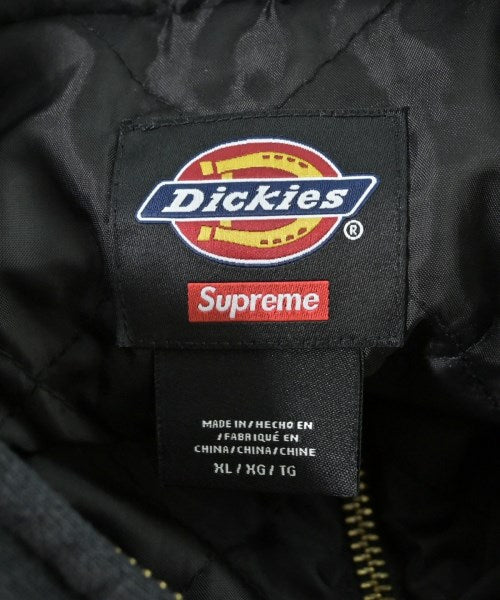 Dickies
®
Supreme
MADE IN/HECHO EN
/FABRIQUÉ EN
CHINA/CHINA/CHINE
XL/XG/TG